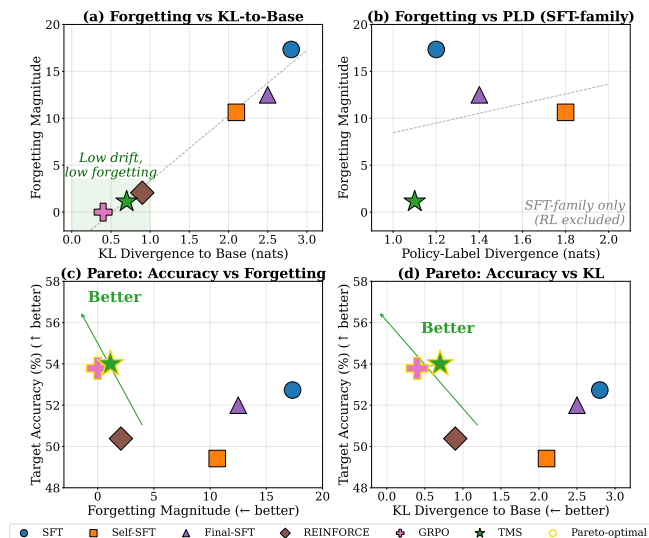 (a) Forgetting vs KL-to-Base
Forgetting Magnitude
20
15
10
5
0
Low drift,
low forgetting
0.0 0.5 1.0 1.5 2.0 2.5 3.0
KL Divergence to Base (nats)
(b) Forgetting vs PLD (SFT-family)
Forgetting Magnitude
20
15
10
5
0
SFT-family only
(RL excluded)
1.0 1.2 1.4 1.6 1.8 2.0
Policy-Label Divergence (nats)
(c) Pareto: Accuracy vs Forgetting
Target Accuracy (%) (↑ better)
58
56
54
52
50
48
Better
0 5 10 15 20
Forgetting Magnitude (← better)
(d) Pareto: Accuracy vs KL
Target Accuracy (%) (↑ better)
58
56
54
52
50
48
Better
0.0 0.5 1.0 1.5 2.0 2.5 3.0
KL Divergence to Base (← better)
SFT Self-SFT Final-SFT REINFORCE GRPO TMS Pareto-optimal